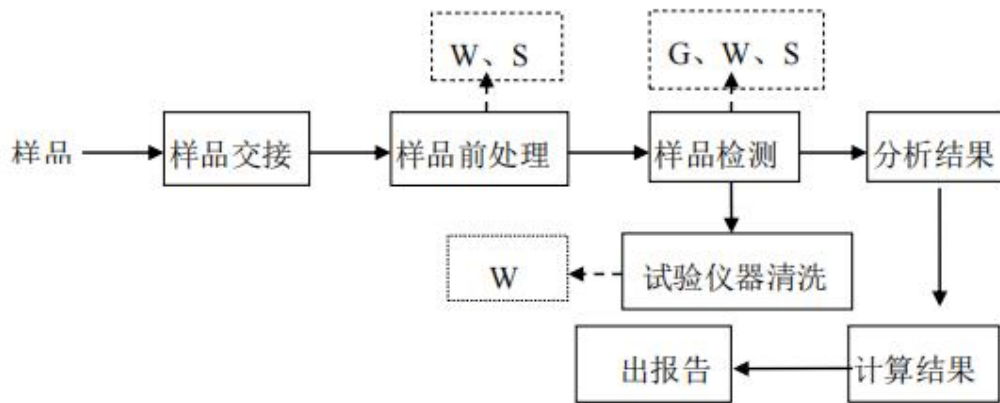 W、S
G、W、S
样品
样品交接
样品前处理
样品检测
分析结果
W
试验仪器清洗
出报告
计算结果